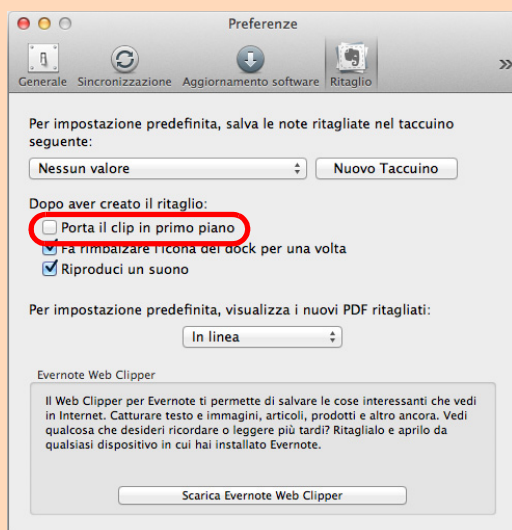 Preferenze
Generale Sincronizzazione Aggiornamento software Ritaglio »
Per impostazione predefinita, salva le note ritagliate nel taccuino
seguente:
Nessun valore Nuovo Taccuino
Dopo aver creato il ritaglio:
Porta il clip in primo piano
Fa rimbalzare l'icona del dock per una volta
Riproduci un suono
Per impostazione predefinita, visualizza i nuovi PDF ritagliati:
In linea
Evernote Web Clipper
Il Web Clipper per Evernote ti permette di salvare le cose interessanti che vedi
in Internet. Catturare testo e immagini, articoli, prodotti e altro ancora. Vedi
qualcosa che desideri ricordare o leggere più tardi? Ritaglialo e aprilo da
qualsiasi dispositivo in cui hai installato Evernote.
Scarica Evernote Web Clipper